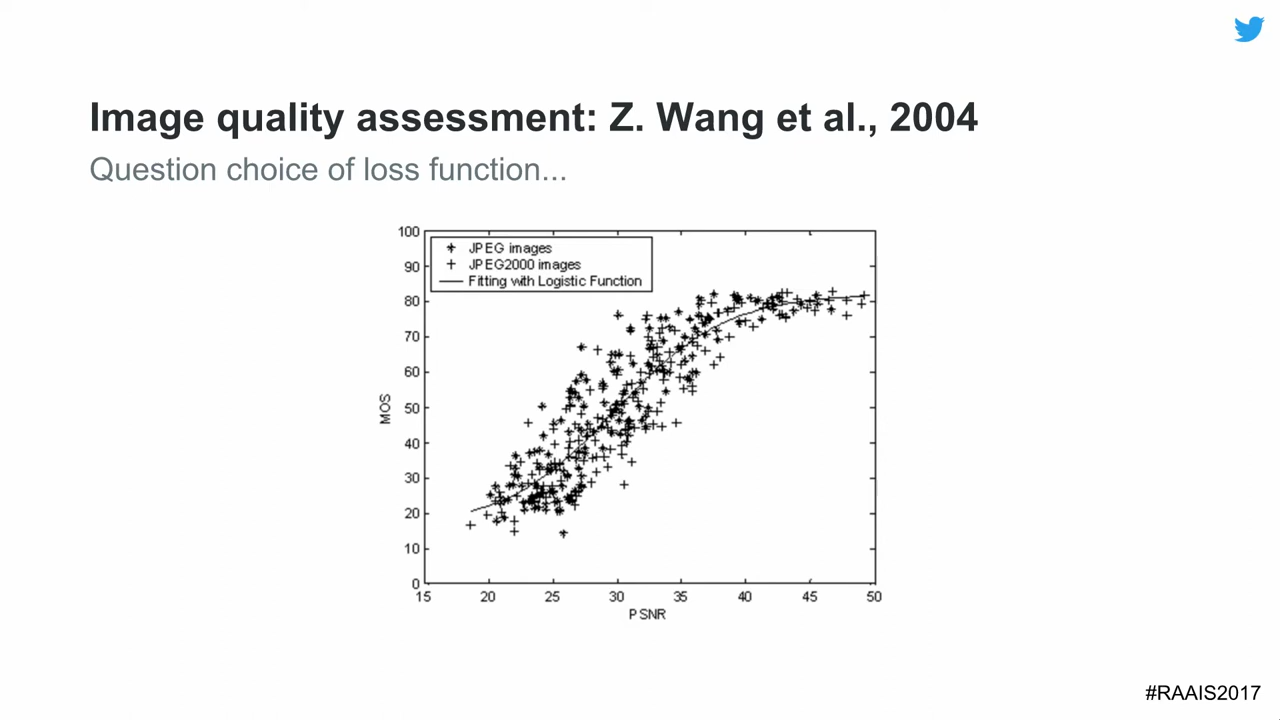 Image quality assessment: Z. Wang et al., 2004
Question choice of loss function...
JPEG images
JPEG2000 images
Fitting with Logistic Function
100
90
80
70
60
50
40
30
20
10
0
MOS
15 20 25 30 35 40 45 50
PSNR
#RAAIS2017